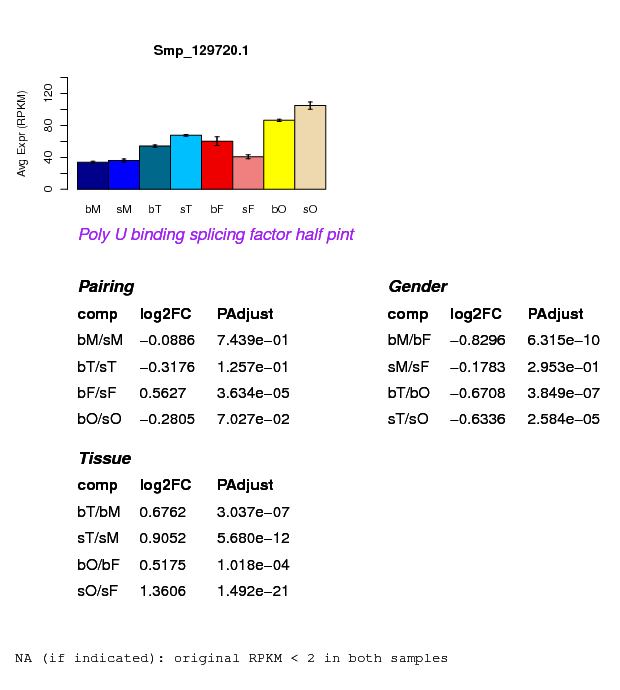 Smp_129720.1
Avg Expr (RPKM)
0 40 80 120
bM sM bT sT bF sF bO sO
Poly U binding splicing factor half pint
Pairing
comp log2FC PAdjust
bM/sM −0.0886 7.439e−01
bT/sT −0.3176 1.257e−01
bF/sF 0.5627 3.634e−05
bO/sO −0.2805 7.027e−02
Gender
comp log2FC PAdjust
bM/bF −0.8296 6.315e−10
sM/sF −0.1783 2.953e−01
bT/bO −0.6708 3.849e−07
sT/sO −0.6336 2.584e−05
Tissue
comp log2FC PAdjust
bT/bM 0.6762 3.037e−07
sT/sM 0.9052 5.680e−12
bO/bF 0.5175 1.018e−04
sO/sF 1.3606 1.492e−21
NA (if indicated): original RPKM < 2 in both samples